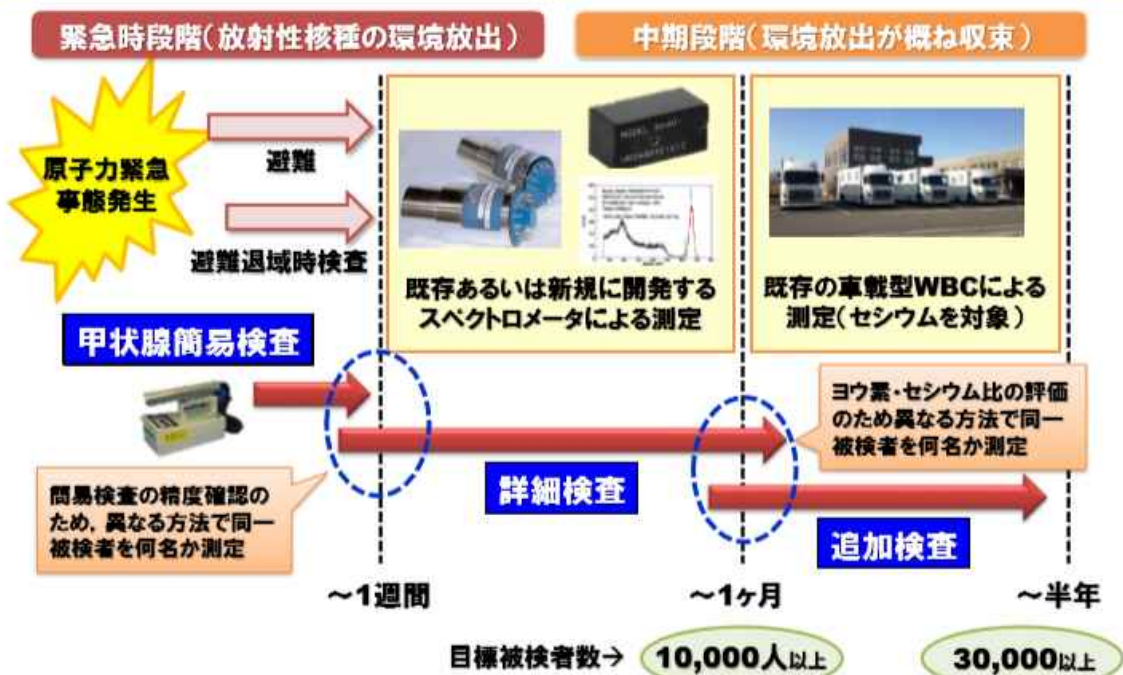 緊急時段階(放射性核種の環境放出)
中期段階(環境放出が概ね収束)
原子力緊急
事態発生
避難
避難退域時検査
既存あるいは新規に開発する
スペクトロメータによる測定
既存の車載型WBCによる
測定(セシウムを対象)
甲状腺簡易検査
ヨウ素・セシウム比の評価
のため異なる方法で同一
被検者を何名か測定
簡易検査の精度確認の
ため,異なる方法で同一
被検者を何名か測定
詳細検査
追加検査
~1週間
~1ヶ月
~半年
目標被検者数→
10,000人以上
30,000以上